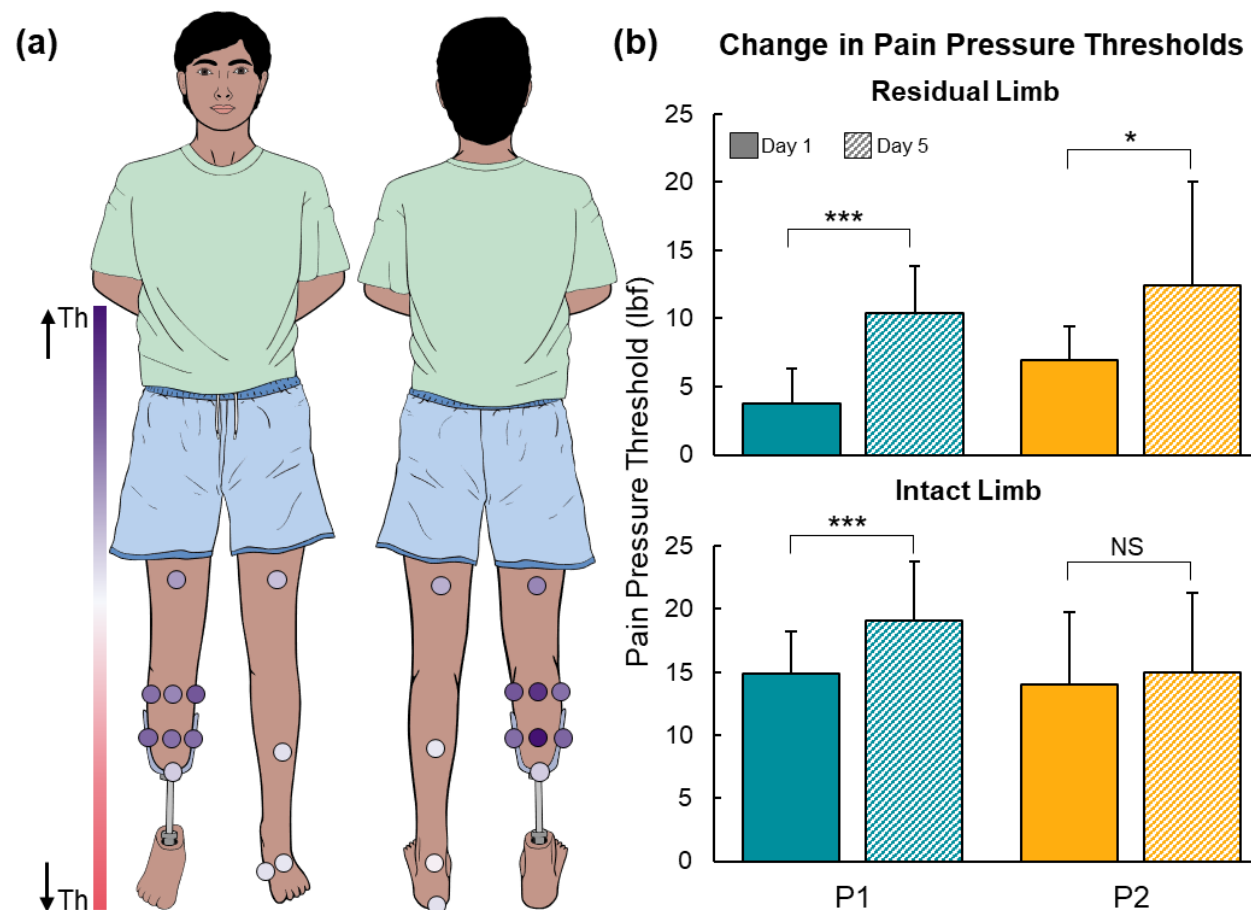 (a)
↑Th
↓Th
(b)
Change in Pain Pressure Thresholds
Residual Limb
Pain Pressure Threshold (lbf)
25
20
15
10
5
0
Day 1
Day 5
***
*
Intact Limb
25
20
15
10
5
0
***
NS
P1
P2